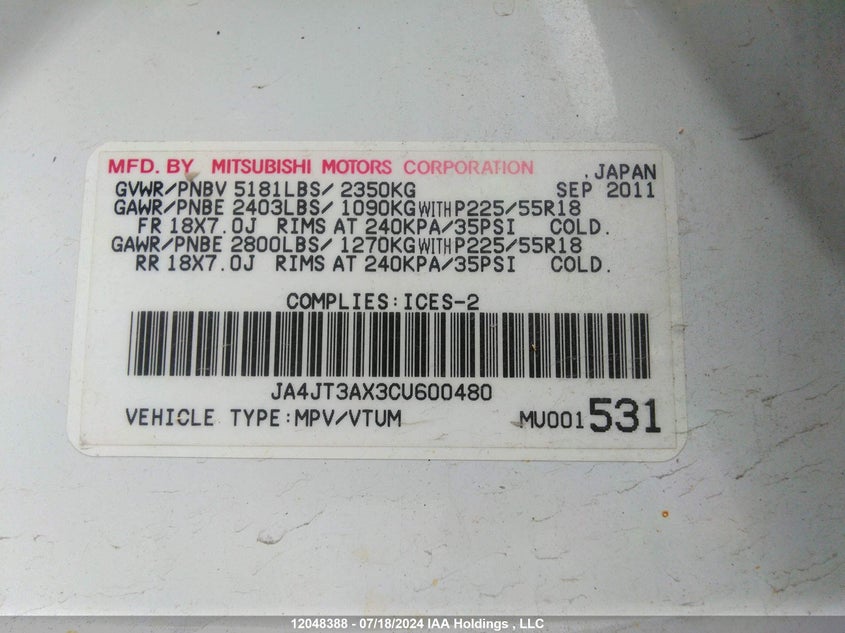 MFD. BY MITSUBISHI MOTORS CORPORATION , JAPAN
GVWR/PNBV 5181LBS/ 2350KG SEP 2011
GAWR/PNBE 2403LBS/ 1090KG WITH P225/55R18
FR 18X7.0J RIMS AT 240KPA/35PSI COLD.
GAWR/PNBE 2800LBS/ 1270KG WITH P225/55R18
RR 18X7.0J RIMS AT 240KPA/35PSI COLD.
COMPLIES:ICES-2
JA4JT3AX3CU600480
VEHICLE TYPE:MPV/VTUM MU001 531
12048388 - 07/18/2024 IAA Holdings , LLC